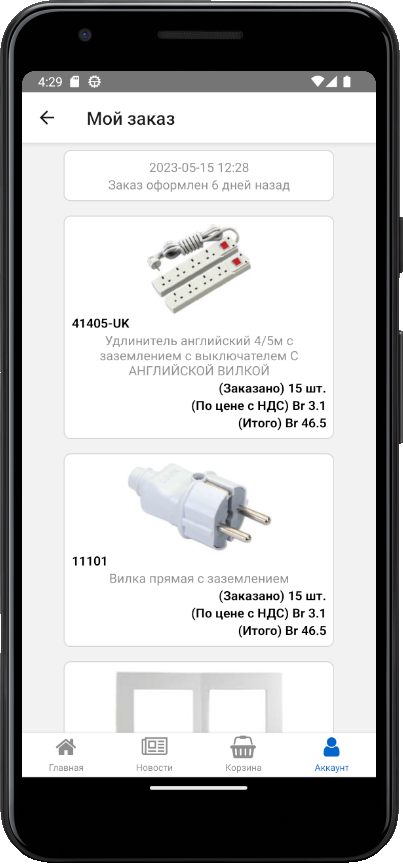 4:29
Мой заказ
2023-05-15 12:28
Заказ оформлен 6 дней назад
41405-UK
Удлинитель английский 4/5м с
заземлением с выключателем С
АНГЛИЙСКОЙ ВИЛКОЙ
(Заказано) 15 шт.
(По цене с НДС) Br 3.1
(Итого) Br 46.5
11101
Вилка прямая с заземлением
(Заказано) 15 шт.
(По цене с НДС) Br 3.1
(Итого) Br 46.5
Главная
Новости
Корзина
Аккаунт